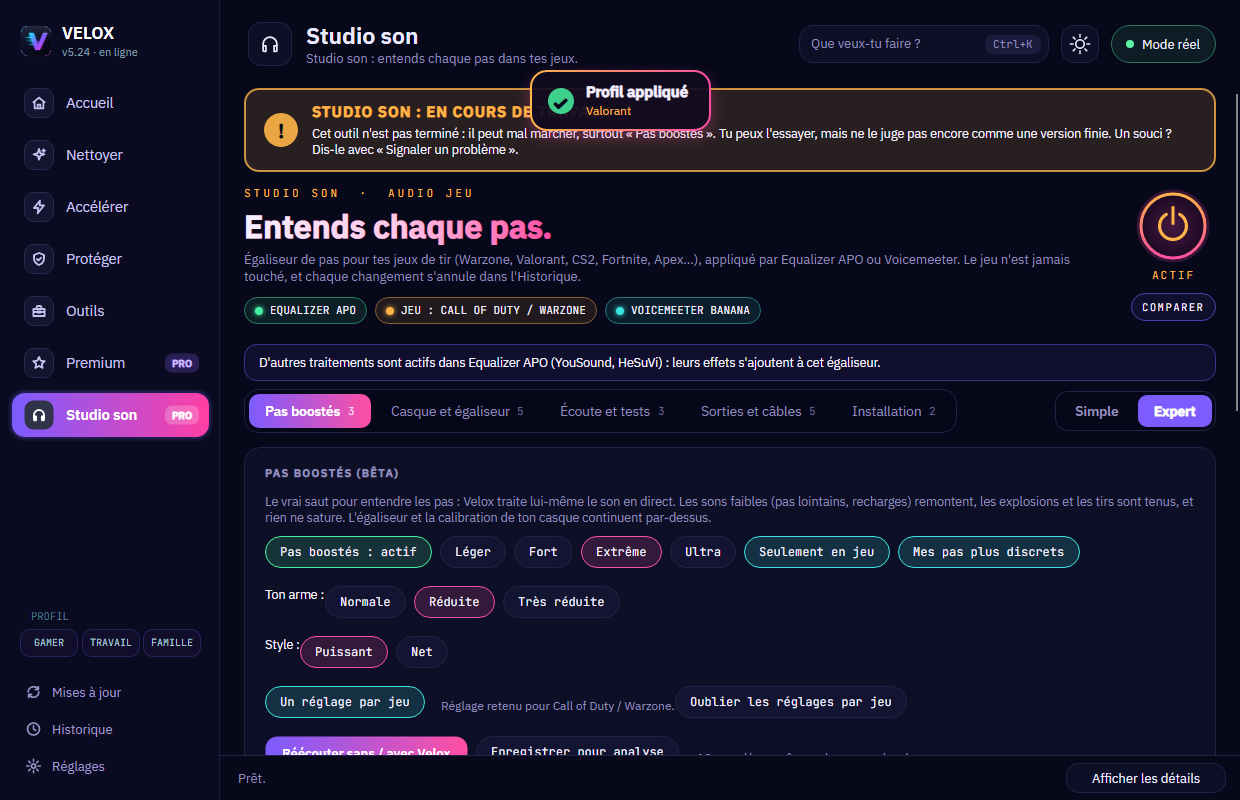 VELOX
v5.24 · en ligne
Accueil
Nettoyer
Accélérer
Protéger
Outils
Premium PRO
Studio son PRO
PROFIL
GAMER TRAVAIL FAMILLE
Mises à jour
Historique
Réglages
Studio son
Studio son : entends chaque pas dans tes jeux.
Que veux-tu faire ? Ctrl+K
Mode réel
Profil appliqué
Valorant
STUDIO SON : EN COURS DE
Cet outil n'est pas terminé : il peut mal marcher, surtout « Pas boostés ». Tu peux l'essayer, mais ne le juge pas encore comme une version finie. Un souci ?
Dis-le avec « Signaler un problème ».
STUDIO SON · AUDIO JEU
Entends chaque pas.
Égaliseur de pas pour tes jeux de tir (Warzone, Valorant, CS2, Fortnite, Apex…), appliqué par Equalizer APO ou Voicemeeter. Le jeu n'est jamais
touché, et chaque changement s'annule dans l'Historique.
EQUALIZER APO JEU : CALL OF DUTY / WARZONE VOICEMEETER BANANA
ACTIF
COMPARER
D'autres traitements sont actifs dans Equalizer APO (YouSound, HeSuVi) : leurs effets s'ajoutent à cet égaliseur.
Pas boostés 3 Casque et égaliseur 5 Écoute et tests 3 Sorties et câbles 5 Installation 2
Simple Expert
PAS BOOSTÉS (BÊTA)
Le vrai saut pour entendre les pas : Velox traite lui-même le son en direct. Les sons faibles (pas lointains, recharges) remontent, les explosions et les tirs sont tenus, et
rien ne sature. L'égaliseur et la calibration de ton casque continuent par-dessus.
Pas boostés : actif Léger Fort Extrême Ultra Seulement en jeu Mes pas plus discrets
Ton arme : Normale Réduite Très réduite
Style : Puissant Net
Un réglage par jeu Réglage retenu pour Call of Duty / Warzone. Oublier les réglages par jeu
Réécouter sans / avec Velox Enregistrer pour analyse
Prêt.
Afficher les détails